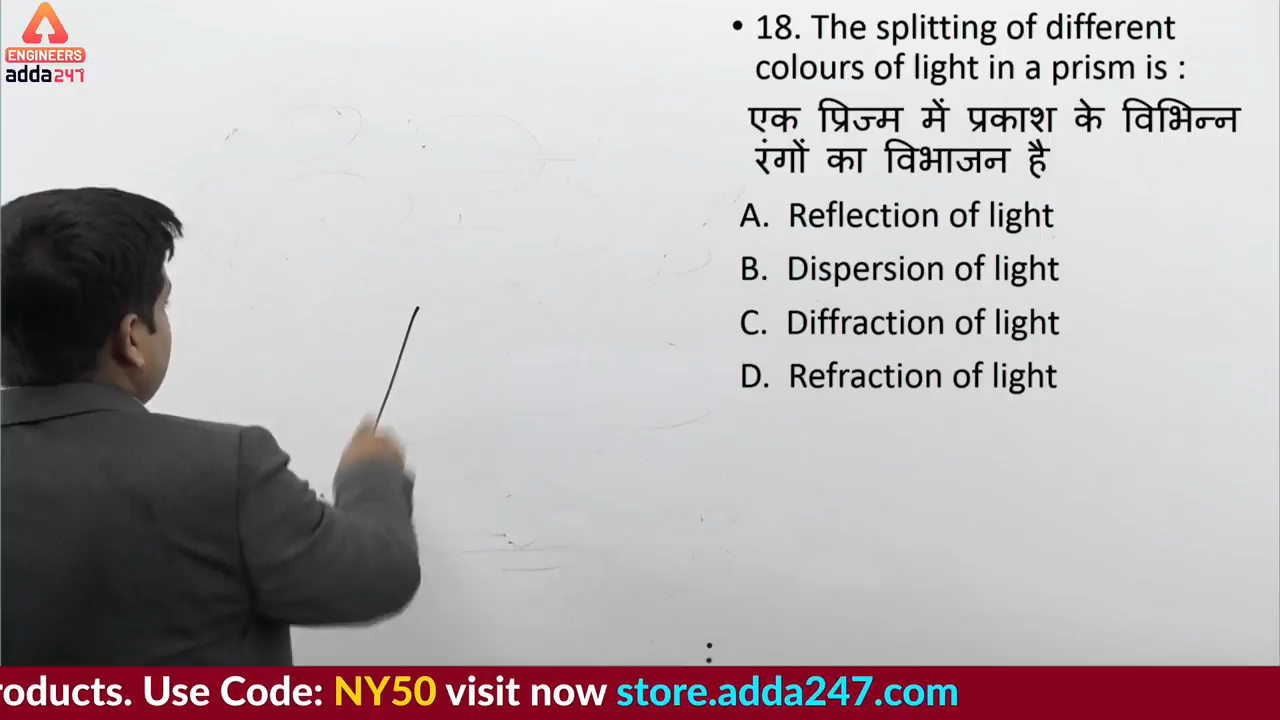 ENGINEERS
adda247
• 18. The splitting of different
colours of light in a prism is :
एक प्रिज्म में प्रकाश के विभिन्न
रंगों का विभाजन है
A. Reflection of light
B. Dispersion of light
C. Diffraction of light
D. Refraction of light
roducts. Use Code: NY50 visit now store.adda247.com